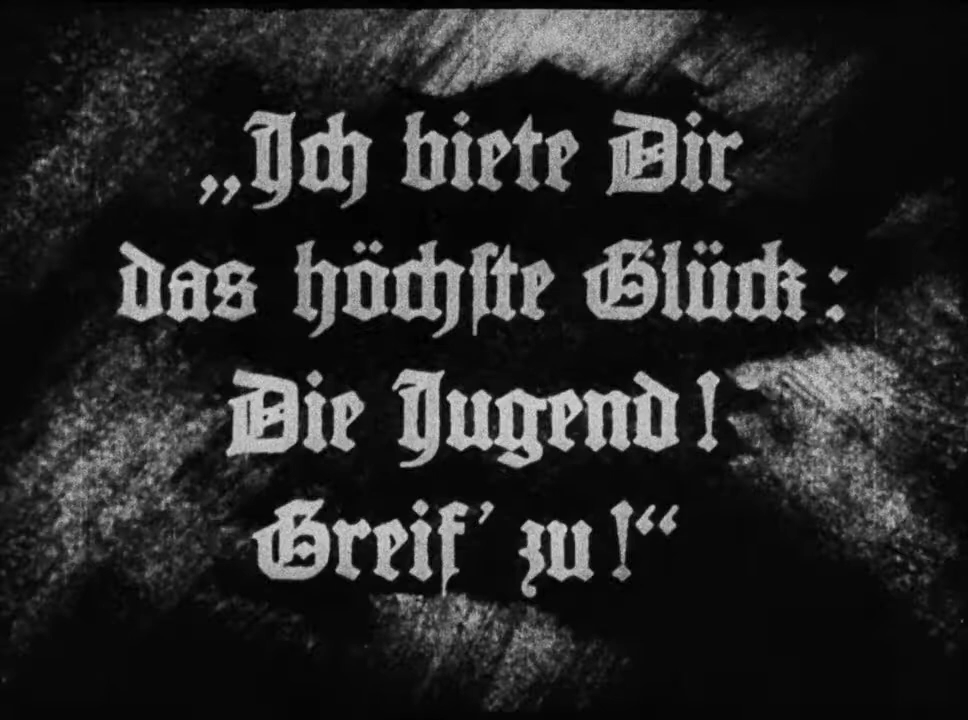 „Ich biete Dir
das höchſte Glück:
Die Jugend!
Greif’ zu!“